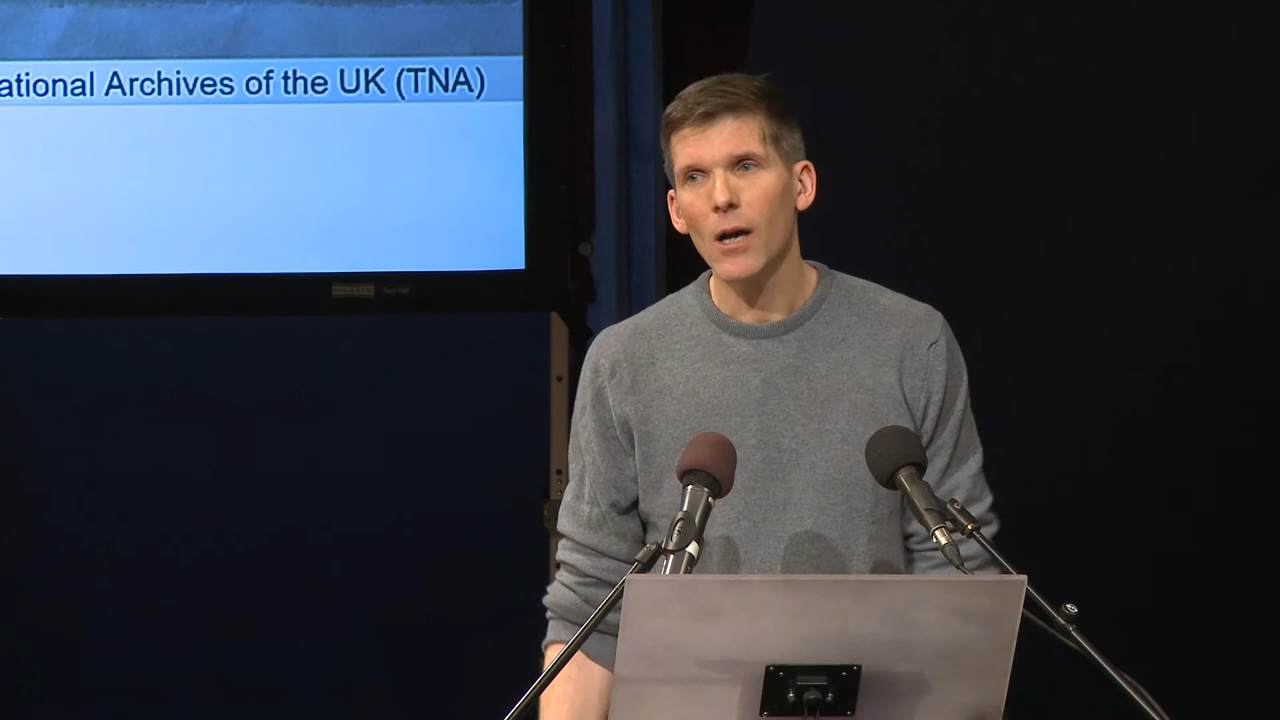 ational Archives of the UK (TNA)